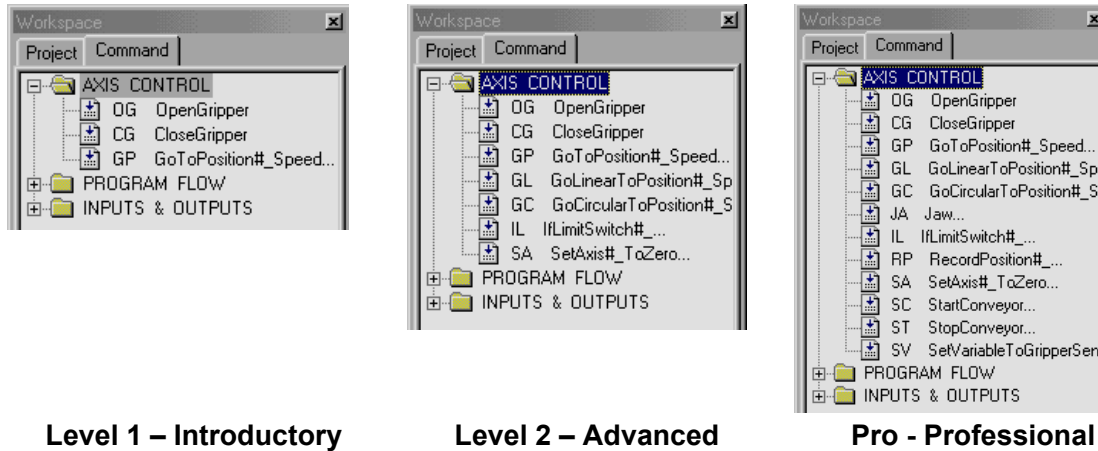 Workspace
Project Command
AXIS CONTROL
OG OpenGripper
CG CloseGripper
GP GoToPosition#_Speed...
PROGRAM FLOW
INPUTS & OUTPUTS
Level 1 – Introductory
Workspace
Project Command
AXIS CONTROL
OG OpenGripper
CG CloseGripper
GP GoToPosition#_Speed...
GL GoLinearToPosition#_Sp
GC GoCircularToPosition#_S
IL IfLimitSwitch#_...
SA SetAxis#_ToZero...
PROGRAM FLOW
INPUTS & OUTPUTS
Level 2 – Advanced
Workspace
Project Command
AXIS CONTROL
OG OpenGripper
CG CloseGripper
GP GoToPosition#_Speed...
GL GoLinearToPosition#_Sp
GC GoCircularToPosition#_S
JA Jaw...
IL IfLimitSwitch#_...
RP RecordPosition#_...
SA SetAxis#_ToZero...
SC StartConveyor...
ST StopConveyor...
SV SetVariableToGripperSen
PROGRAM FLOW
INPUTS & OUTPUTS
Pro - Professional